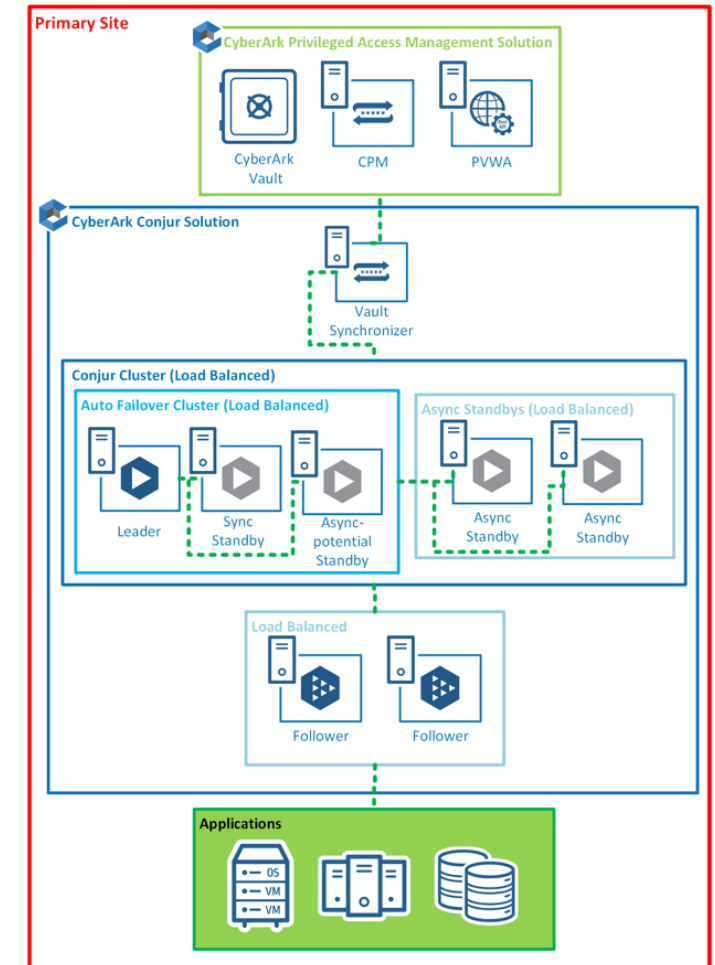 Primary Site
CyberArk Privileged Access Management Solution
CyberArk
Vault
CPM
PVWA
CyberArk Conjur Solution
Vault
Synchronizer
Conjur Cluster (Load Balanced)
Auto Failover Cluster (Load Balanced)
Leader
Sync
Standby
Async-
potential
Standby
Async Standbys (Load Balanced)
Async
Standby
Async
Standby
Load Balanced
Follower
Follower
Applications
OS
VM
VM